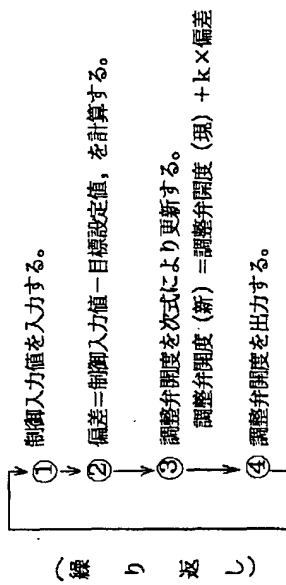 (繰り返し)
① 制御入力値を入力する。
② 偏差=制御入力値-目標設定値,を計算する。
③ 調整弁開度を次式により更新する。
調整弁開度(新)=調整弁開度(現)+k×偏差
④ 調整弁開度を出力する。